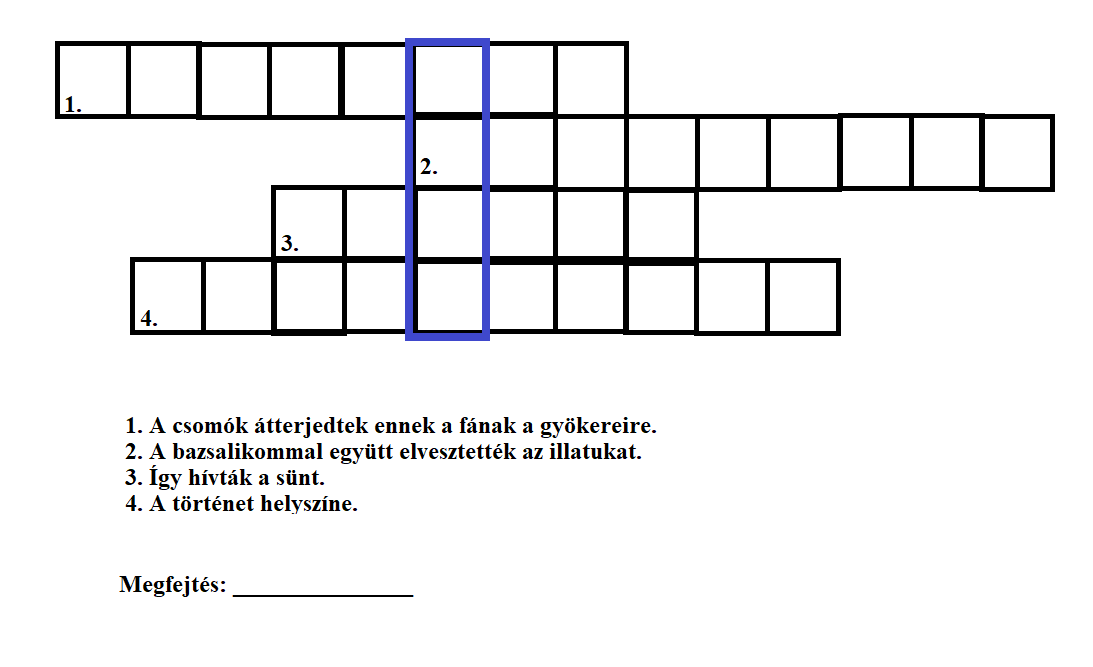 1.
2.
3.
4.
1. A csomók átterjedtek ennek a fának a gyökereire.
2. A bazsalikommal együtt elvesztették az illatukat.
3. Így hívták a sünt.
4. A történet helyszíne.
Megfejtés: _______________